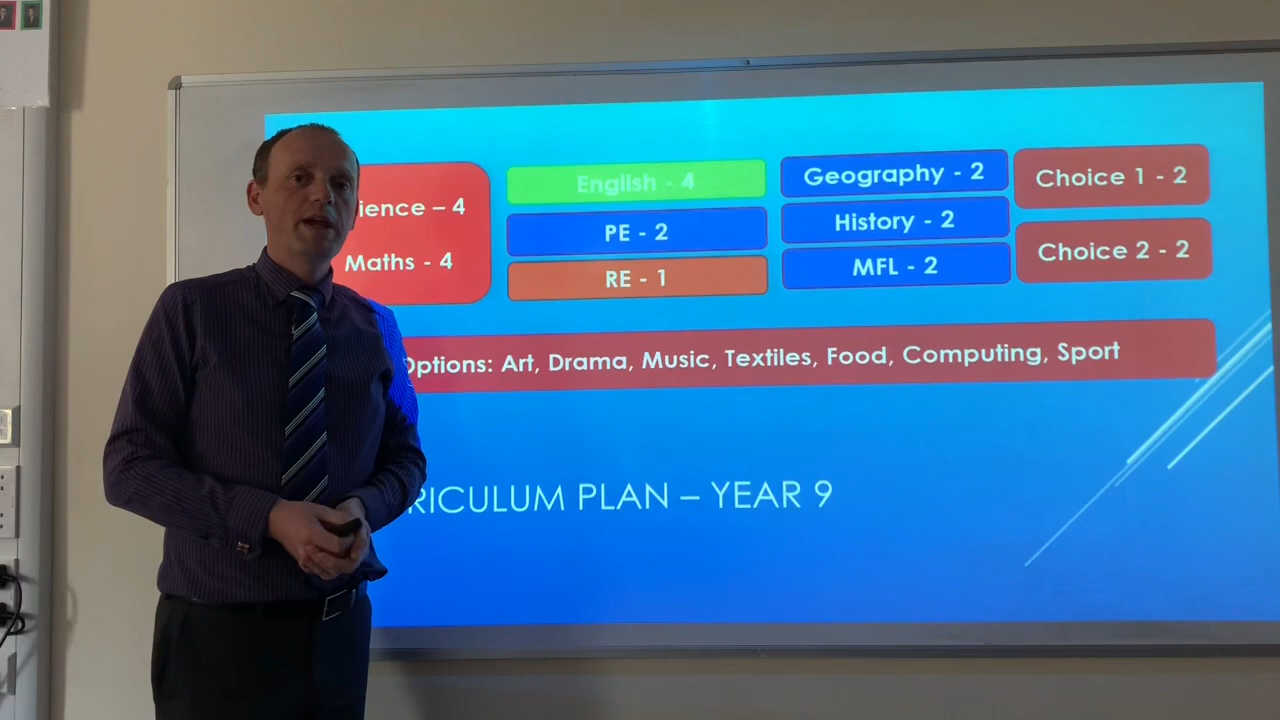 ience – 4
Maths - 4
English - 4
PE - 2
RE - 1
Geography - 2
History - 2
MFL - 2
Choice 1 - 2
Choice 2 - 2
Options: Art, Drama, Music, Textiles, Food, Computing, Sport
RICULUM PLAN – YEAR 9